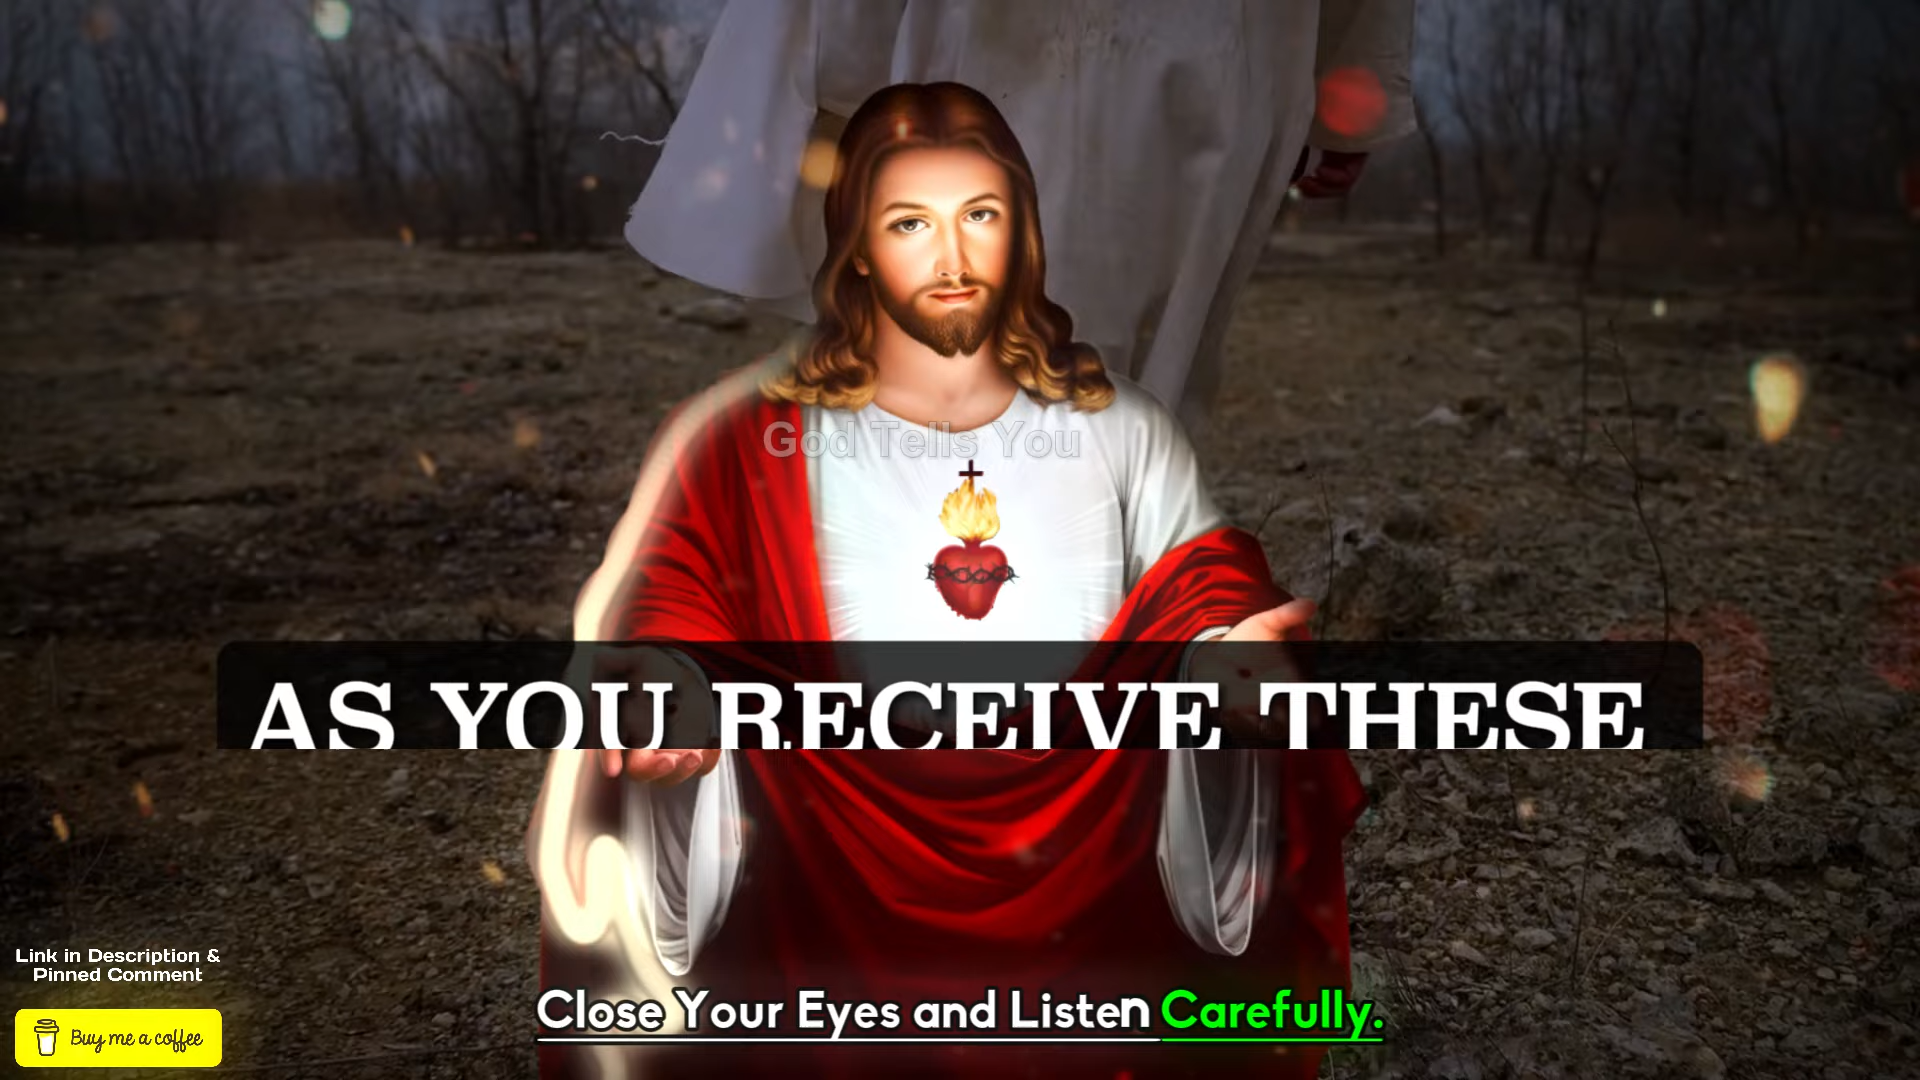 God Tells You
AS YOU RECEIVE THESE
Link in Description &
Pinned Comment
Buy me a coffee
Close Your Eyes and Listen Carefully.